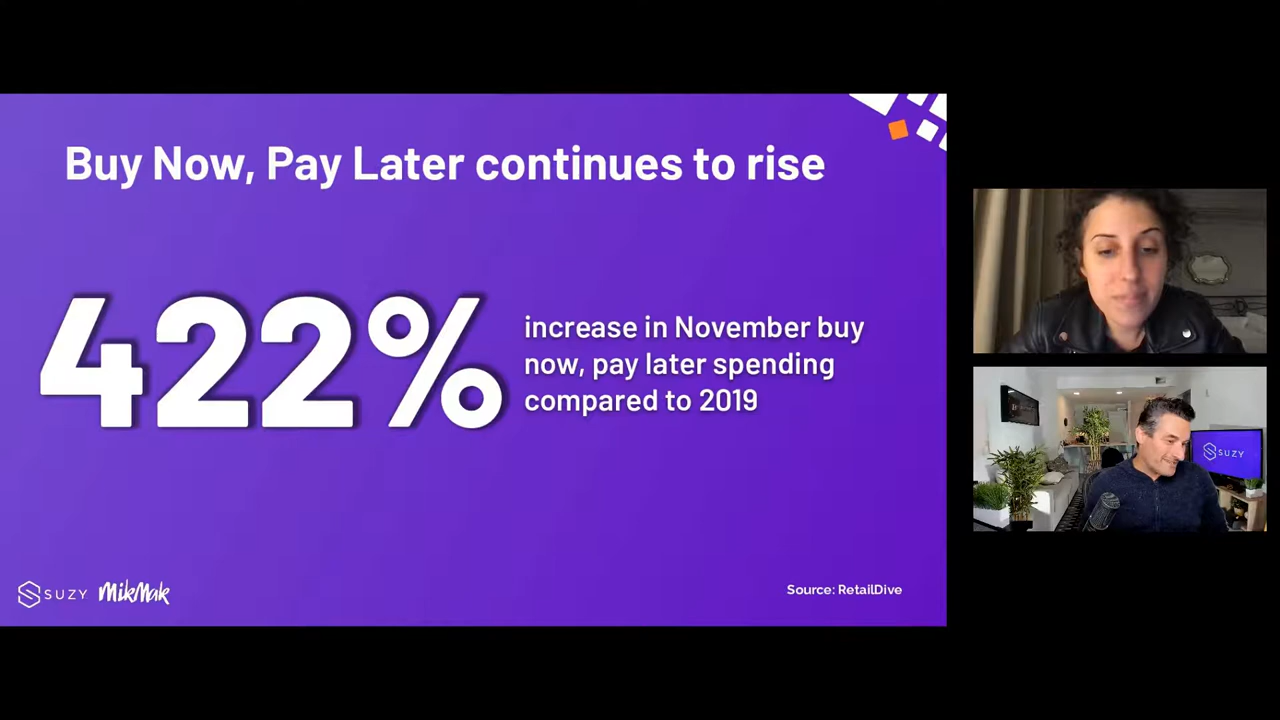 Buy Now, Pay Later continues to rise
422%
increase in November buy
now, pay later spending
compared to 2019
SUZY MikMak
Source: RetailDive
SUZY